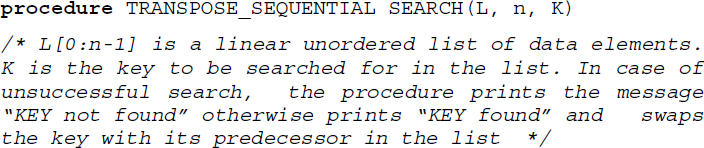 procedure TRANSPOSE_SEQUENTIAL SEARCH(L, n, K)
/* L[0:n-1] is a linear unordered list of data elements.
K is the key to be searched for in the list. In case of
unsuccessful search, the procedure prints the message
“KEY not found” otherwise prints “KEY found” and swaps
the key with its predecessor in the list */